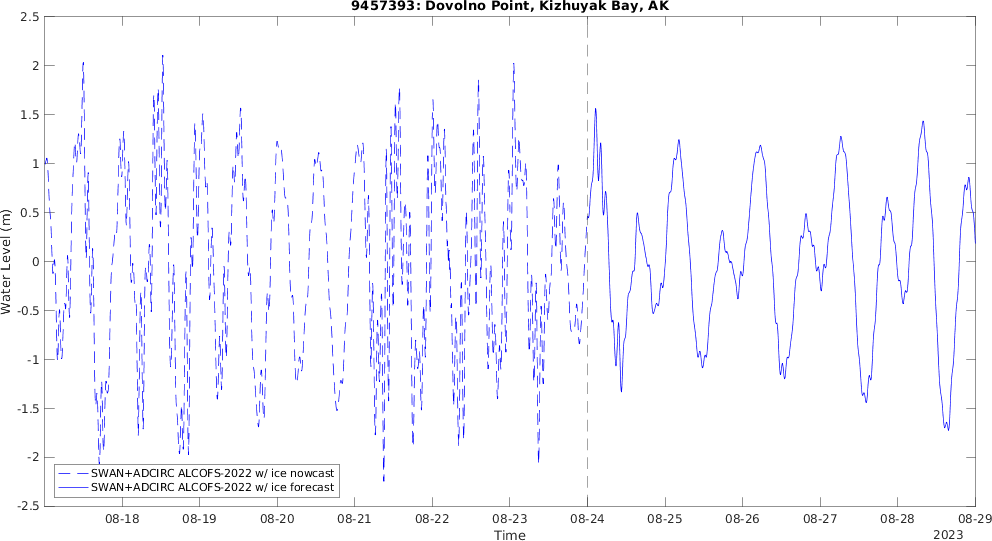 9457393: Dovolno Point, Kizhuyak Bay, AK
2.5
2
1.5
1
0.5
0
-0.5
-1
-1.5
-2
-2.5
Water Level (m)
SWAN+ADCIRC ALCOFS-2022 w/ ice nowcast
SWAN+ADCIRC ALCOFS-2022 w/ ice forecast
08-18 08-19 08-20 08-21 08-22 08-23 08-24 08-25 08-26 08-27 08-28 08-29
Time
2023